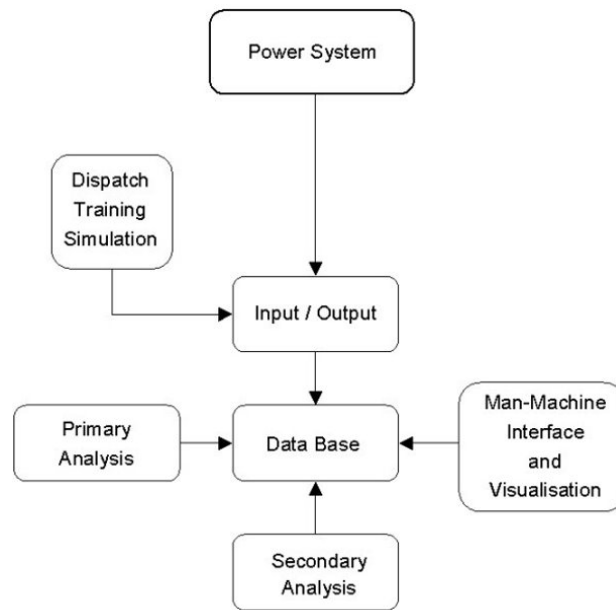 Power System
Dispatch
Training
Simulation
Input / Output
Primary
Analysis
Data Base
Man-Machine
Interface
and
Visualisation
Secondary
Analysis